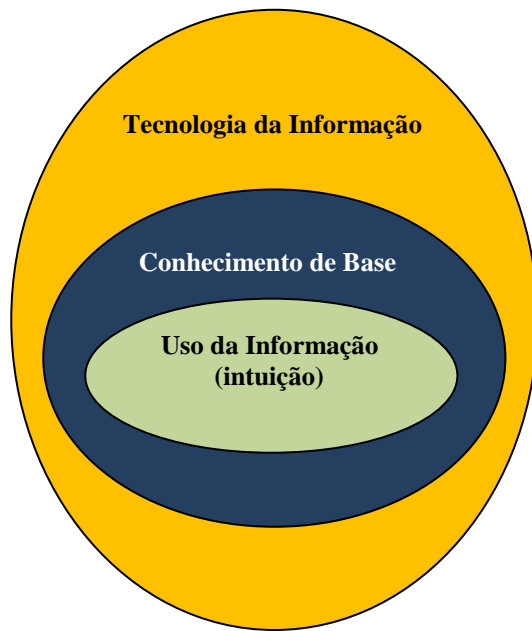 Tecnologia da Informação
Conhecimento de Base
Uso da Informação
(intuição)